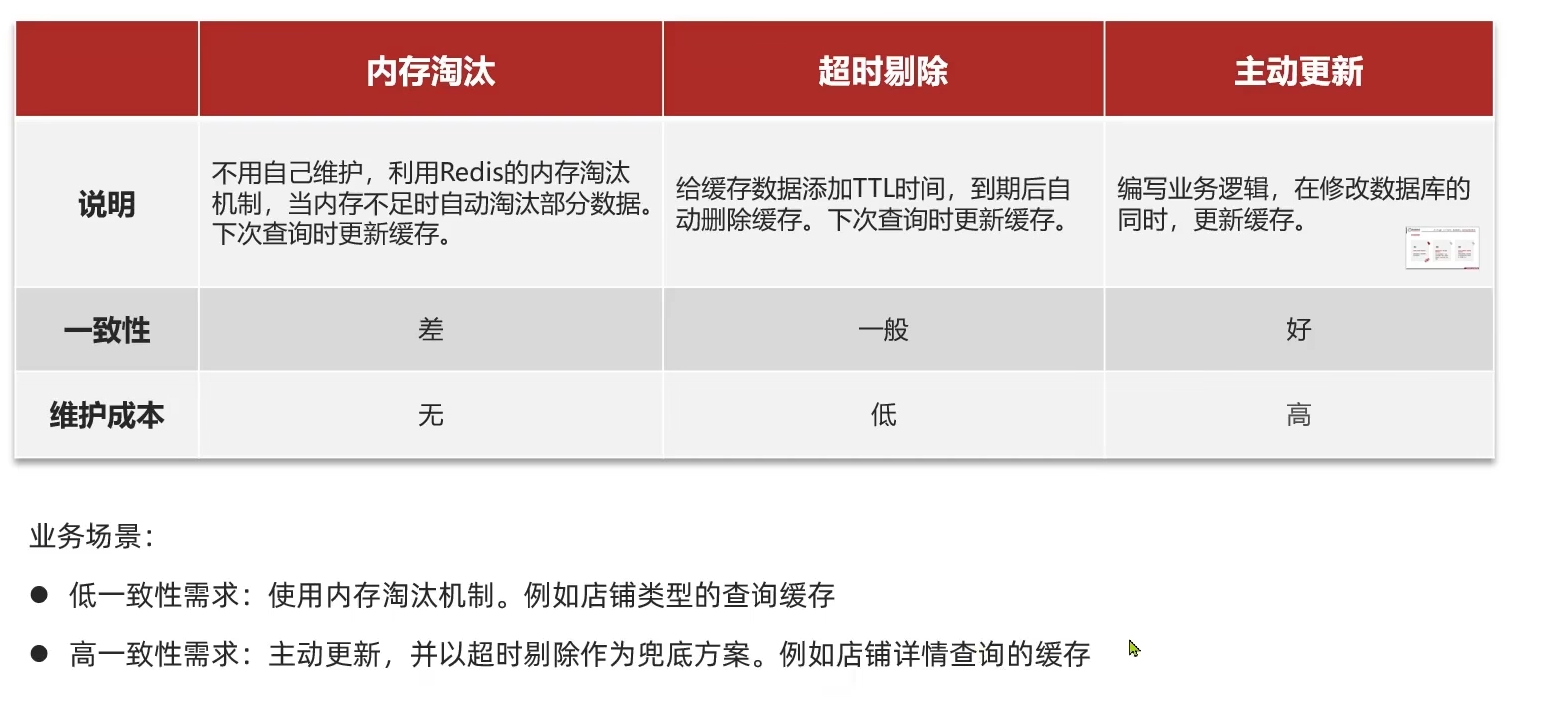 内存淘汰
超时剔除
主动更新
说明
不用自己维护，利用Redis的内存淘汰
机制，当内存不足时自动淘汰部分数据。
下次查询时更新缓存。
给缓存数据添加TTL时间，到期后自
动删除缓存。下次查询时更新缓存。
编写业务逻辑，在修改数据库的
同时，更新缓存。
一致性
差
一般
好
维护成本
无
低
高
业务场景：
● 低一致性需求：使用内存淘汰机制。例如店铺类型的查询缓存
● 高一致性需求：主动更新，并以超时剔除作为兜底方案。例如店铺详情查询的缓存